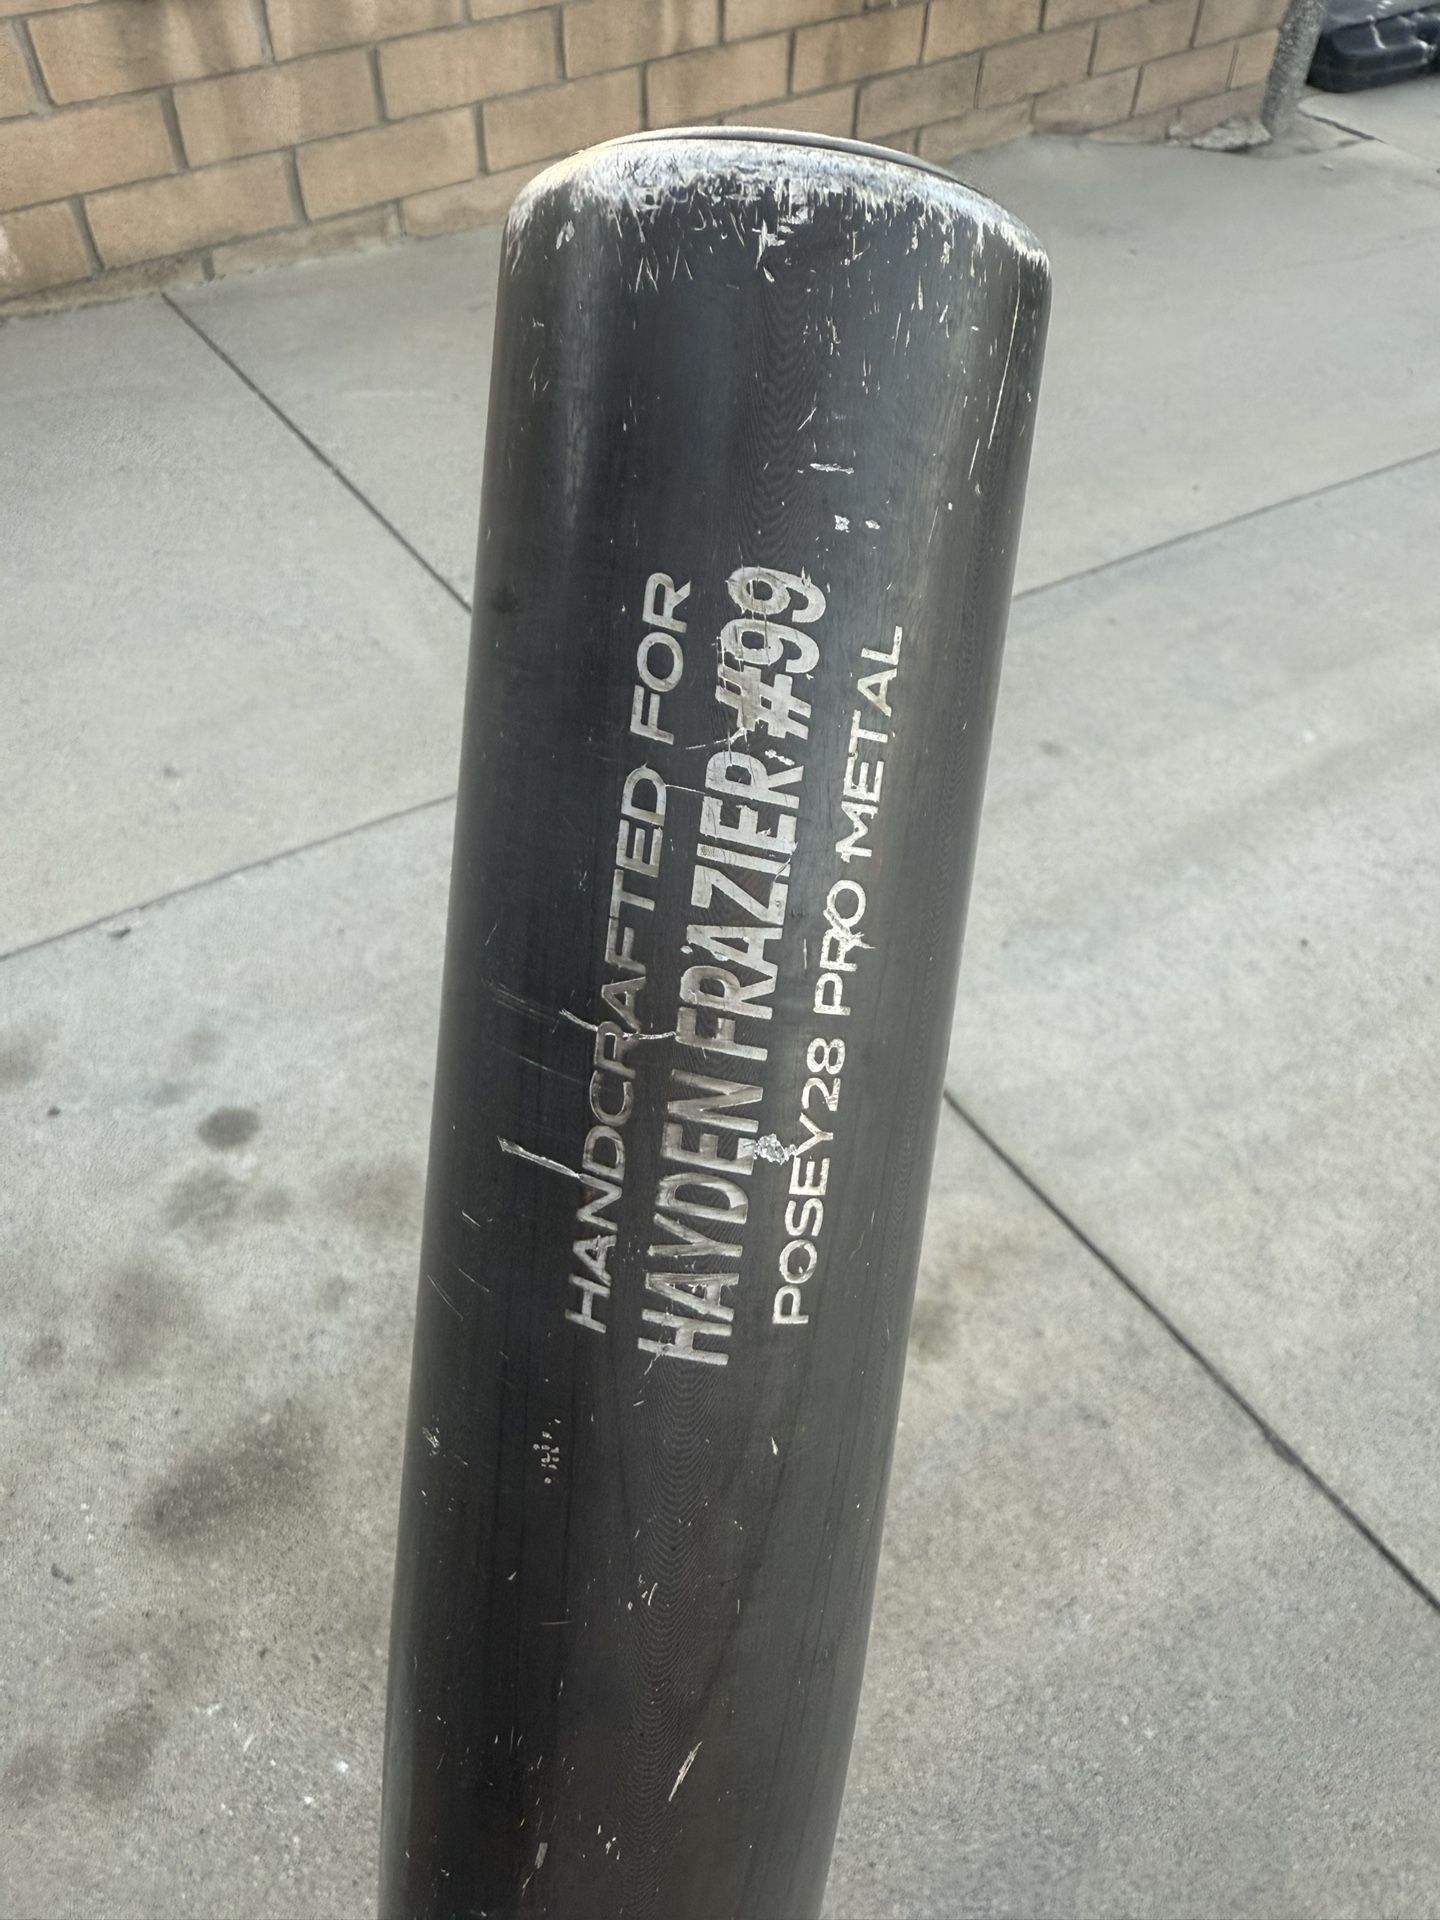 HANDCRAFTED FOR
HAYDEN FRAZIER #99
POSEY28 PRO METAL